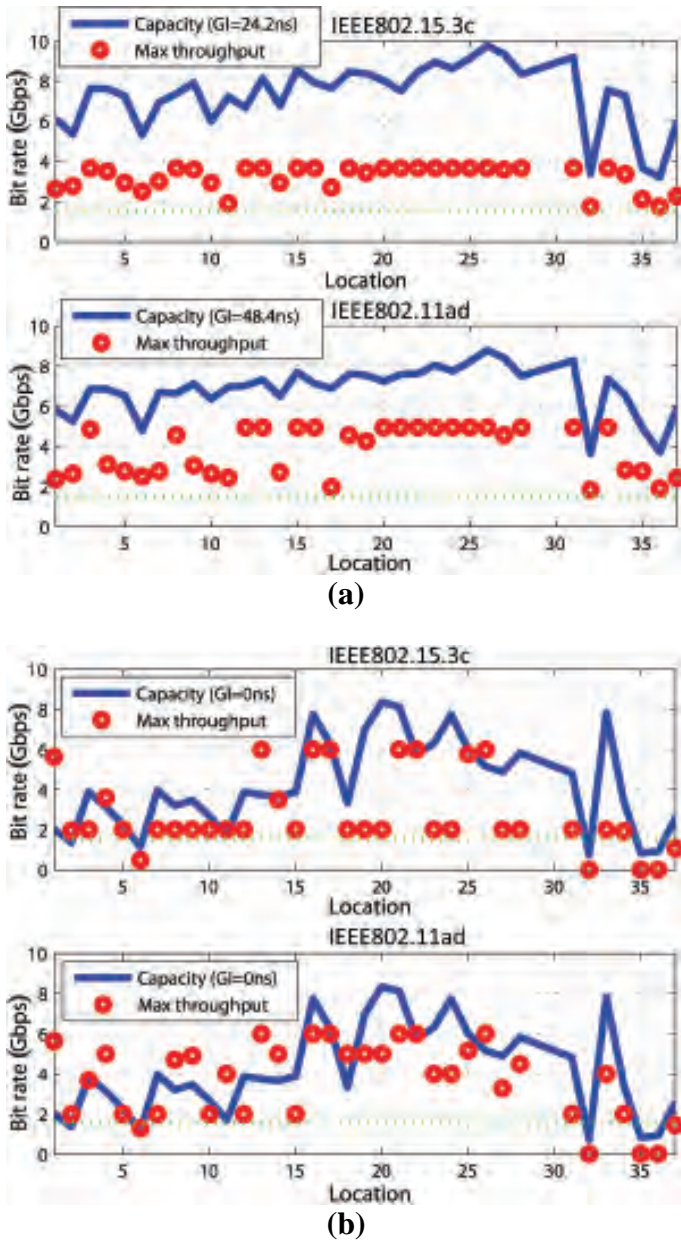 IEEE802.15.3c
Capacity (GI=24.2ns)
Max throughput
Bit rate (Gbps)
10
8
6
4
2
0
5 10 15 20 25 30 35
Location
IEEE802.11ad
Capacity (GI=48.4ns)
Max throughput
Bit rate (Gbps)
10
8
6
4
2
0
5 10 15 20 25 30 35
Location
(a)
IEEE802.15.3c
Capacity (GI=0ns)
Max throughput
Bit rate (Gbps)
10
8
6
4
2
0
5 10 15 20 25 30 35
Location
IEEE802.11ad
Capacity (GI=0ns)
Max throughput
Bit rate (Gbps)
10
8
6
4
2
0
5 10 15 20 25 30 35
Location
(b)